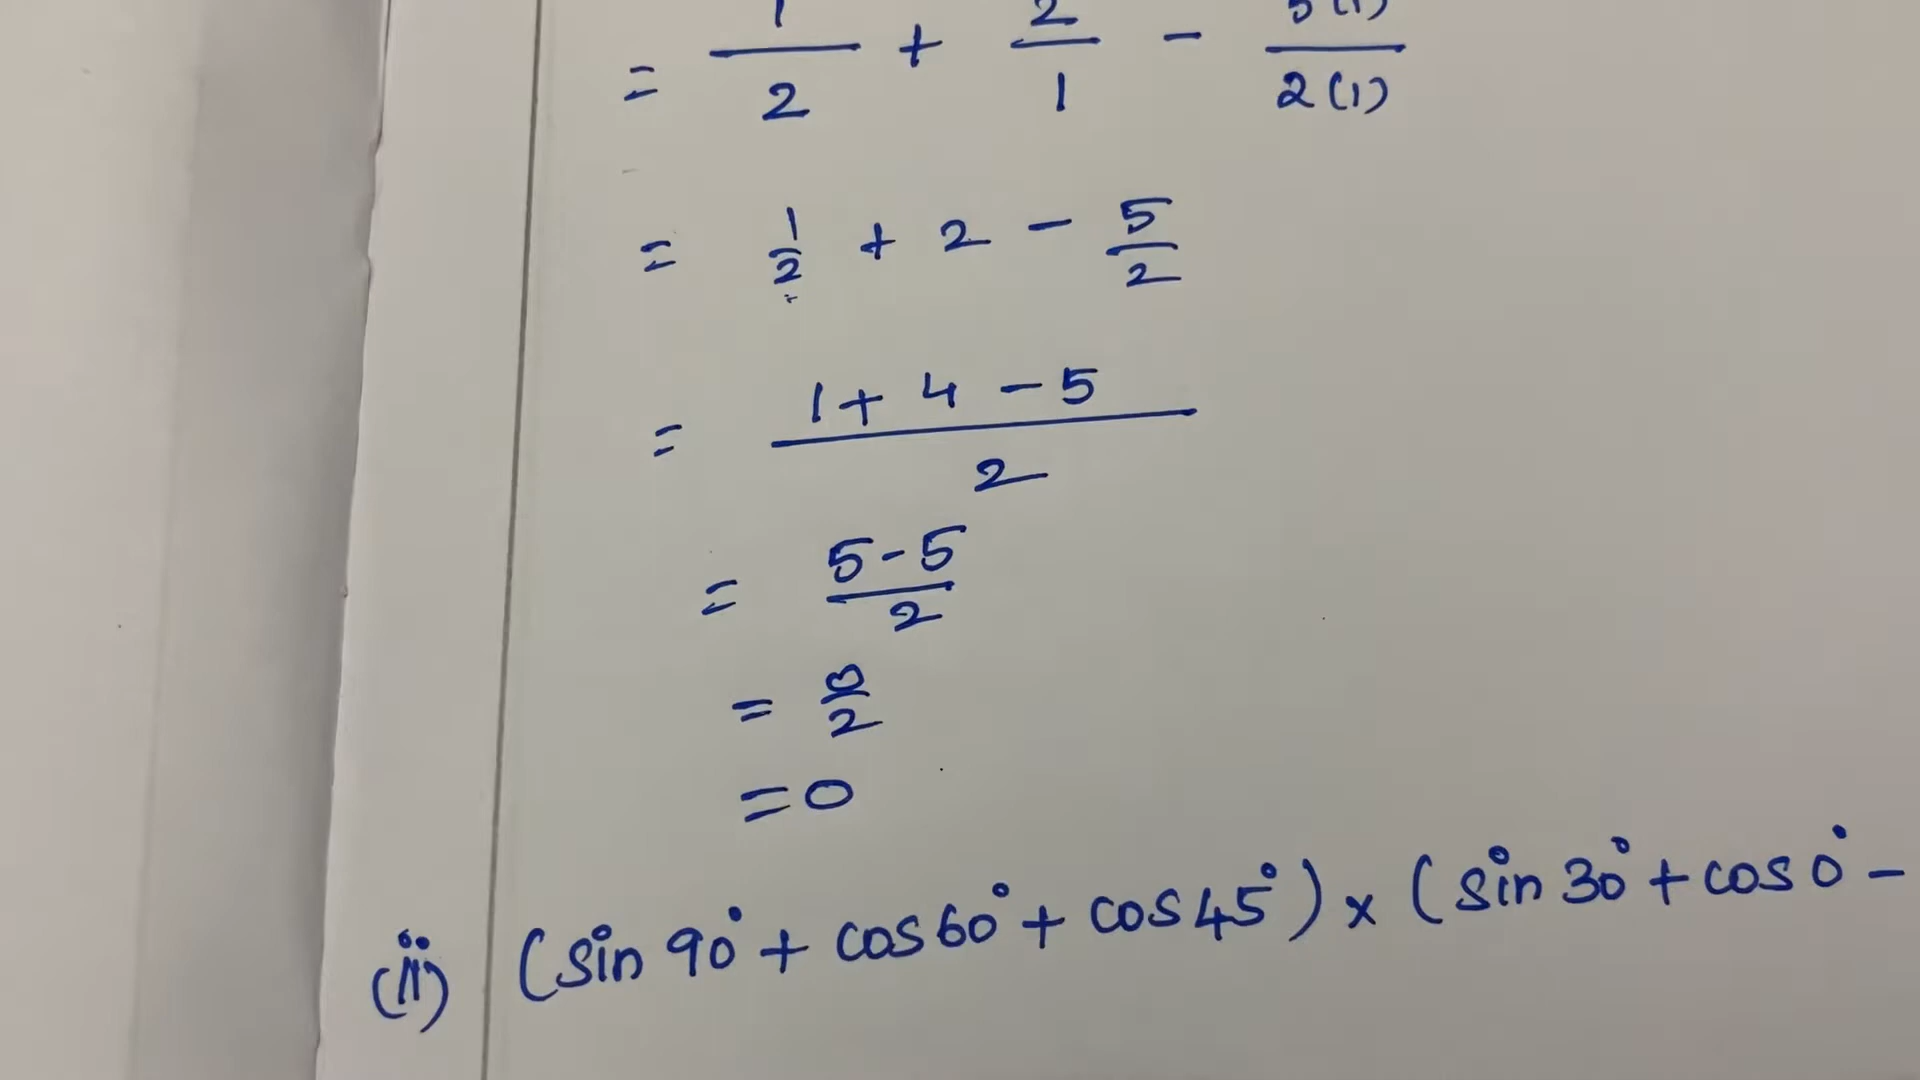 = 1/2 + 2/1 - 5(1)/2(1)
= 1/2 + 2 - 5/2
= 1+4-5/2
= 5-5/2
= 0/2
=0
(ii) (sin 90° + cos 60° + cos 45°) × (sin 30° + cos 0° -